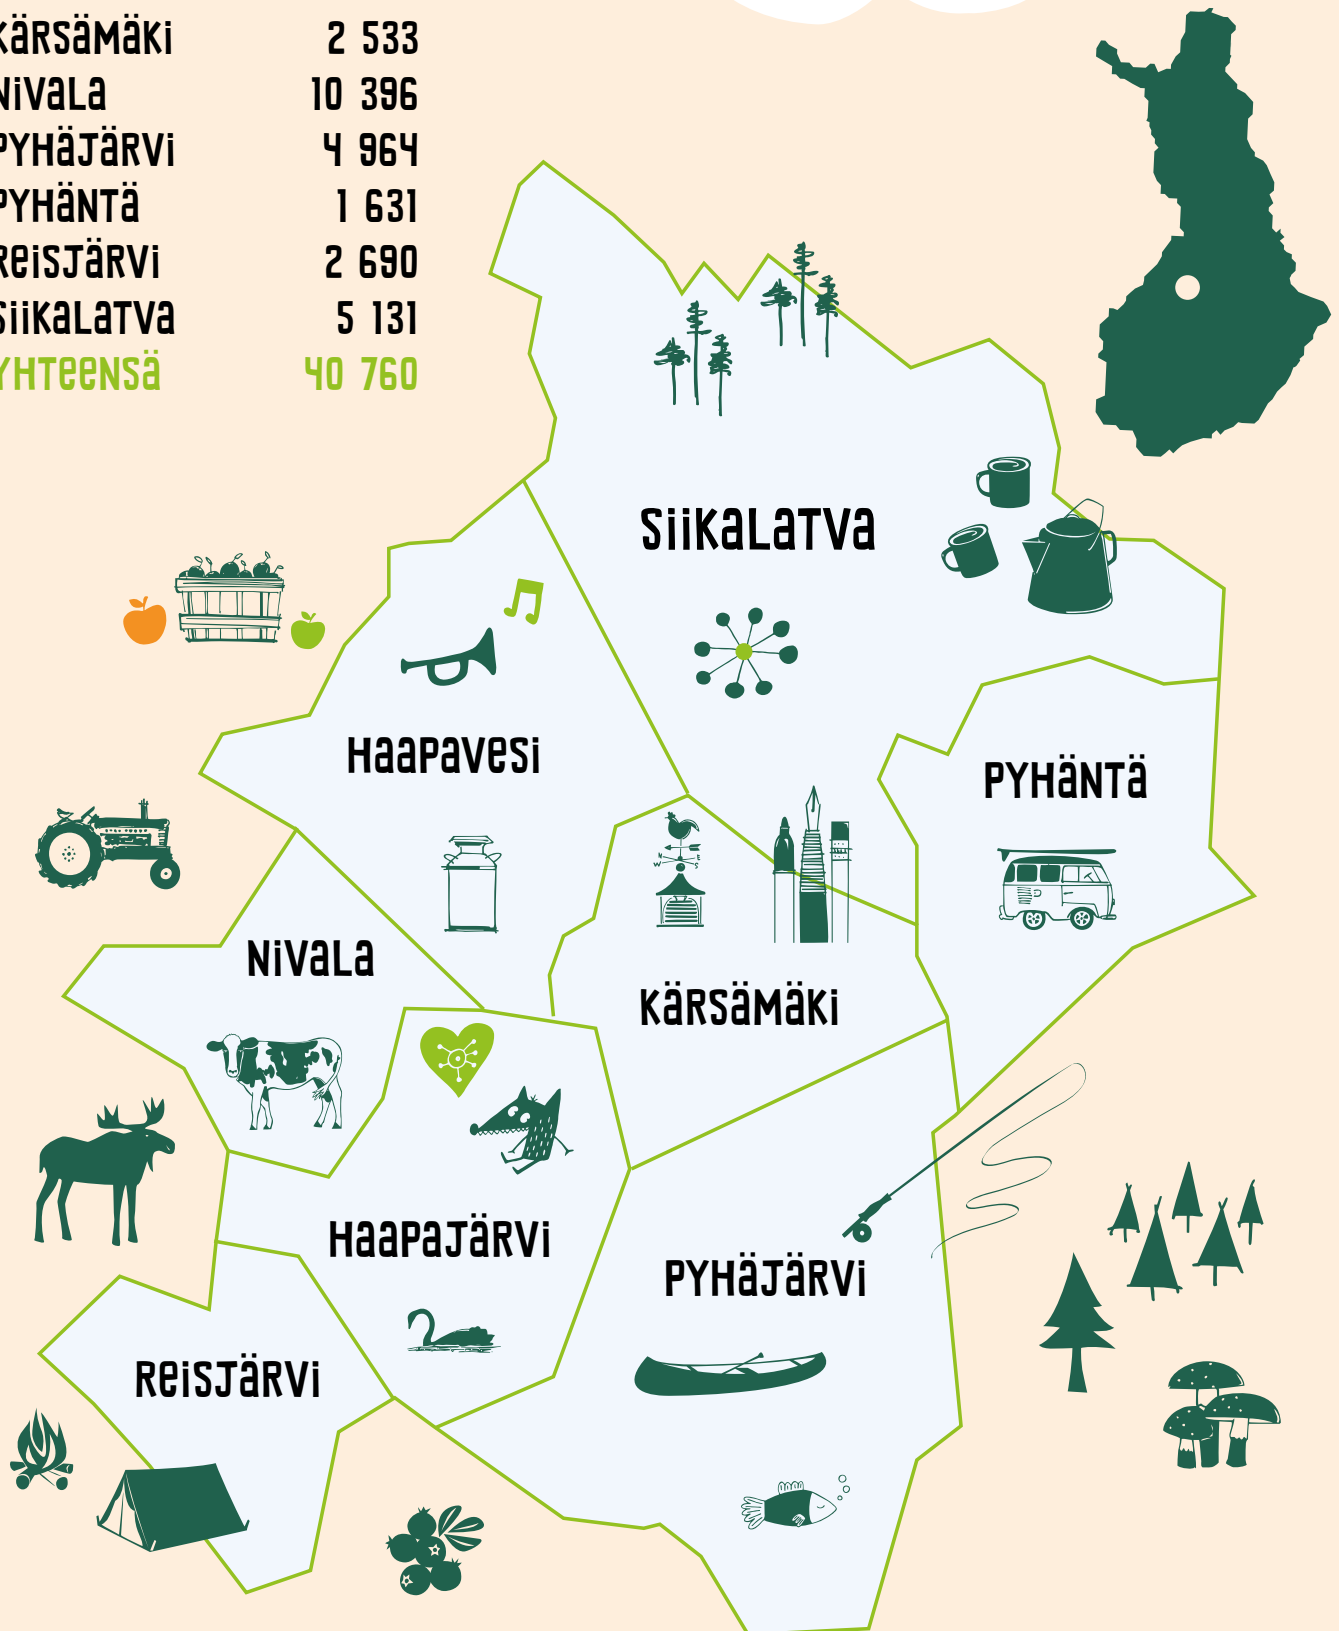 KÄRSÄMÄKI 2 533
NIVALA 10 396
PYHÄJÄRVI 4 964
PYHÄNTÄ 1 631
REISJÄRVI 2 690
SIIKALATVA 5 131
YHTEENSÄ 40 760
SIIKALATVA
HAAPAVESI
PYHÄNTÄ
N E
W S
NIVALA
KÄRSÄMÄKI
HAAPAJÄRVI
PYHÄJÄRVI
REISJÄRVI